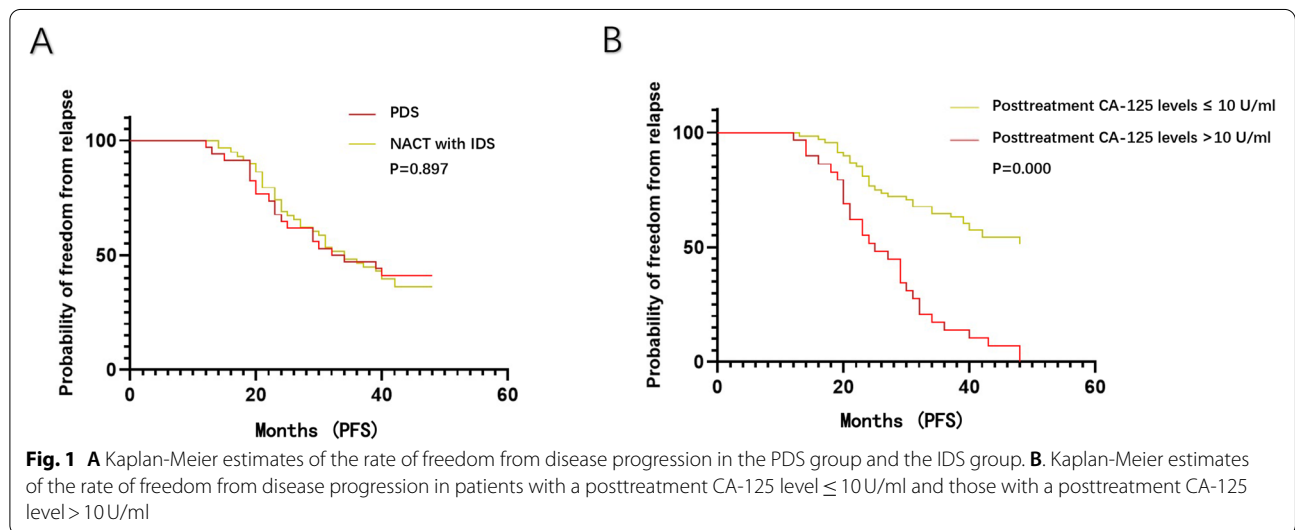 A
Probability of freedom from relapse
100
50
0
0 20 40 60
Months (PFS)
PDS
NACT with IDS
P=0.897
B
Probability of freedom from relapse
100
50
0
0 20 40 60
Months (PFS)
Posttreatment CA-125 levels ≤ 10 U/ml
Posttreatment CA-125 levels >10 U/ml
P=0.000
Fig. 1 A Kaplan-Meier estimates of the rate of freedom from disease progression in the PDS group and the IDS group. B. Kaplan-Meier estimates
of the rate of freedom from disease progression in patients with a posttreatment CA-125 level ≤ 10 U/ml and those with a posttreatment CA-125
level > 10 U/ml